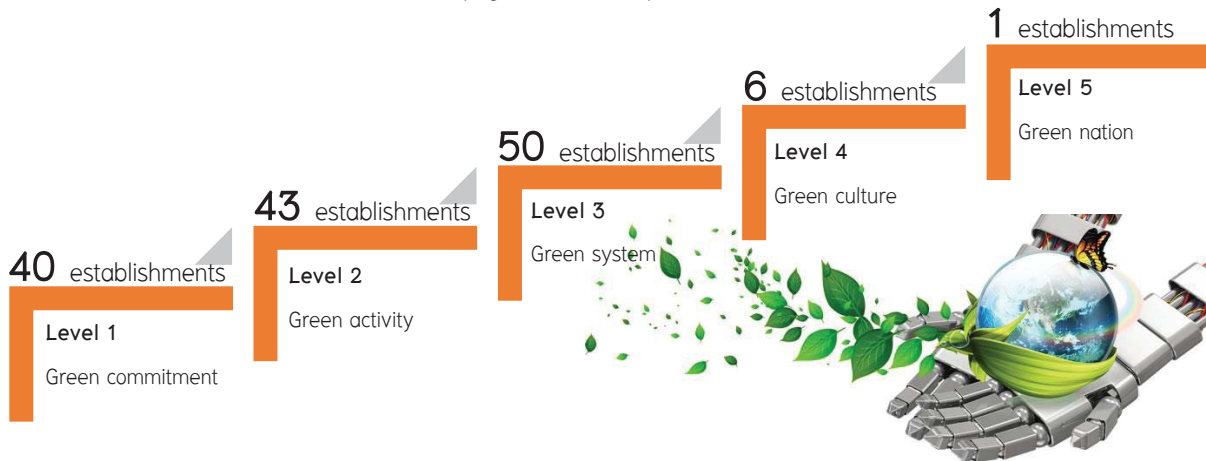 1 establishments
Level 5
Green nation
6 establishments
Level 4
Green culture
50 establishments
Level 3
Green system
43 establishments
Level 2
Green activity
40 establishments
Level 1
Green commitment